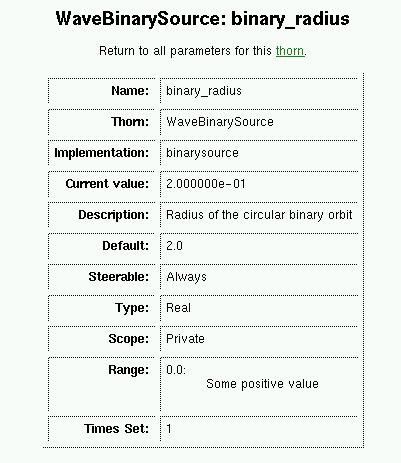 WaveBinarySource: binary_radius
Return to all parameters for this thorn.
Name: binary_radius
Thorn: WaveBinarySource
Implementation: binarysource
Current value: 2.000000e-01
Description: Radius of the circular binary orbit
Default: 2.0
Steerable: Always
Type: Real
Scope: Private
Range: 0.0:
Some positive value
Times Set: 1